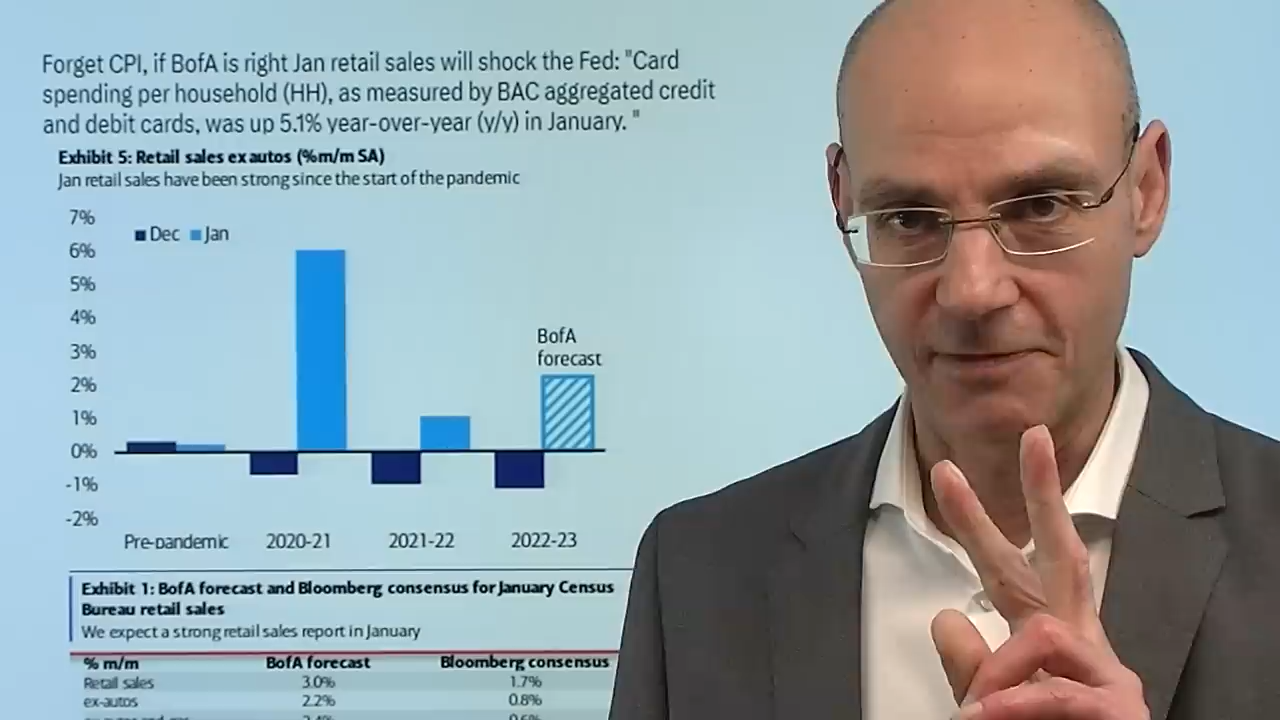 Forget CPI, if BofA is right Jan retail sales will shock the Fed: "Card
spending per household (HH), as measured by BAC aggregated credit
and debit cards, was up 5.1% year-over-year (y/y) in January. "
Exhibit 5: Retail sales ex autos (%m/m SA)
Jan retail sales have been strong since the start of the pandemic
7%
Dec Jan
6%
5%
4%
3%
2%
1%
0%
-1%
-2%
BofA
forecast
Pre-pandemic 2020-21 2021-22 2022-23
Exhibit 1: BofA forecast and Bloomberg consensus for January Census
Bureau retail sales
We expect a strong retail sales report in January
% m/m BofA forecast Bloomberg consensus
Retail sales 3.0% 1.7%
ex-autos 2.2% 0.8%